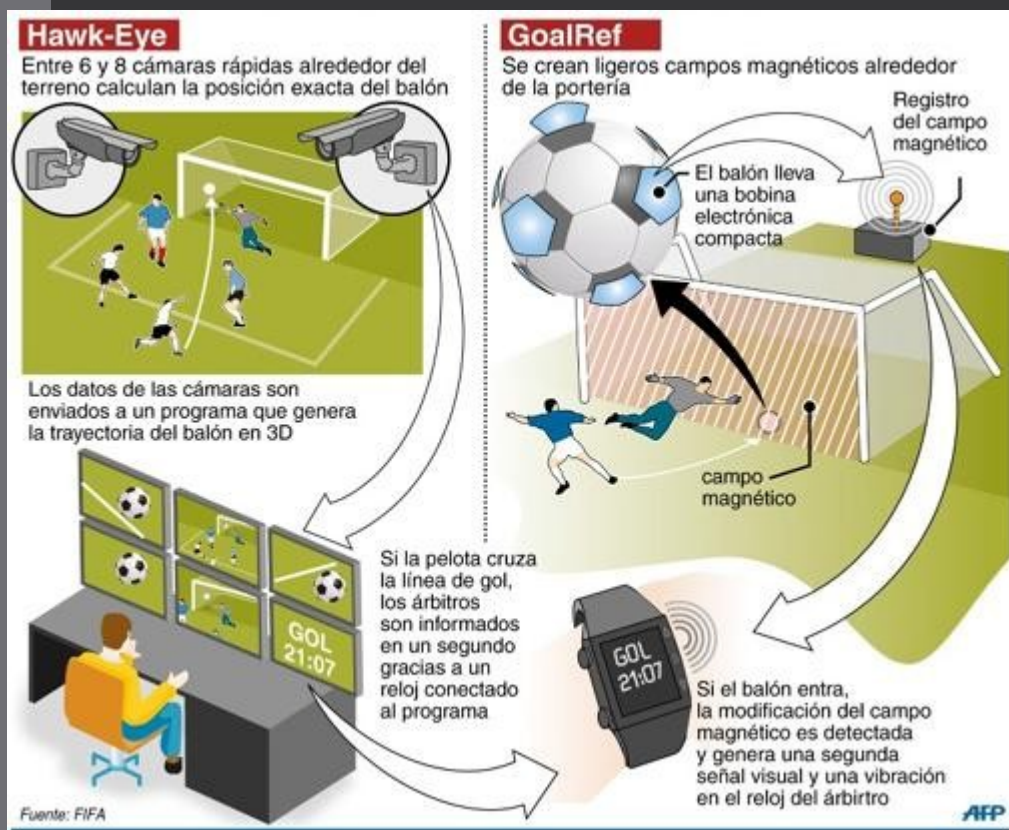 Hawk-Eye
Entre 6 y 8 cámaras rápidas alrededor del
terreno calculan la posición exacta del balón
Los datos de las cámaras son
enviados a un programa que genera
la trayectoria del balón en 3D
GOL
21:07
Si la pelota cruza
la línea de gol,
los árbitros
son informados
en un segundo
gracias a un
reloj conectado
al programa
Fuente: FIFA
GoalRef
Se crean ligeros campos magnéticos alrededor
de la portería
Registro
del campo
magnético
El balón lleva
una bobina
electrónica
compacta
campo
magnético
GOL
21:07
Si el balón entra,
la modificación del campo
magnético es detectada
y genera una segunda
señal visual y una vibración
en el reloj del árbirtro
AFP